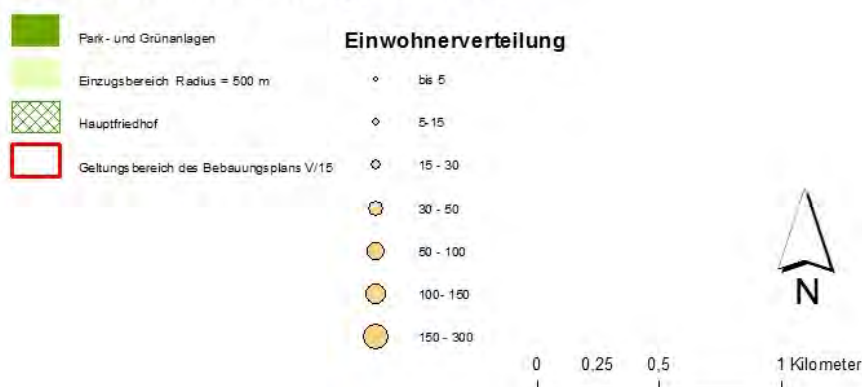 Park- und Grünanlagen
Einzugsbereich Radius = 500 m
Hauptfriedhof
Geltungsbereich des Bebauungsplans V/15
Einwohnerverteilung
bis 5
5-15
15 - 30
30 - 50
50 - 100
100- 150
150 - 300
N
0 0,25 0,5 1 Kilometer